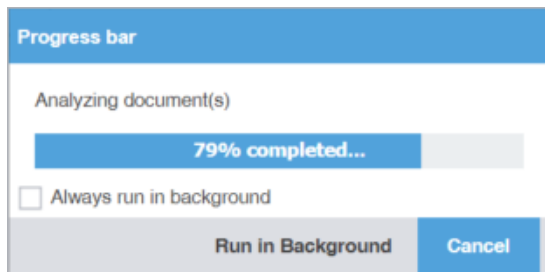 Progress bar
Analyzing document(s)
79% completed...
Always run in background
Run in Background Cancel